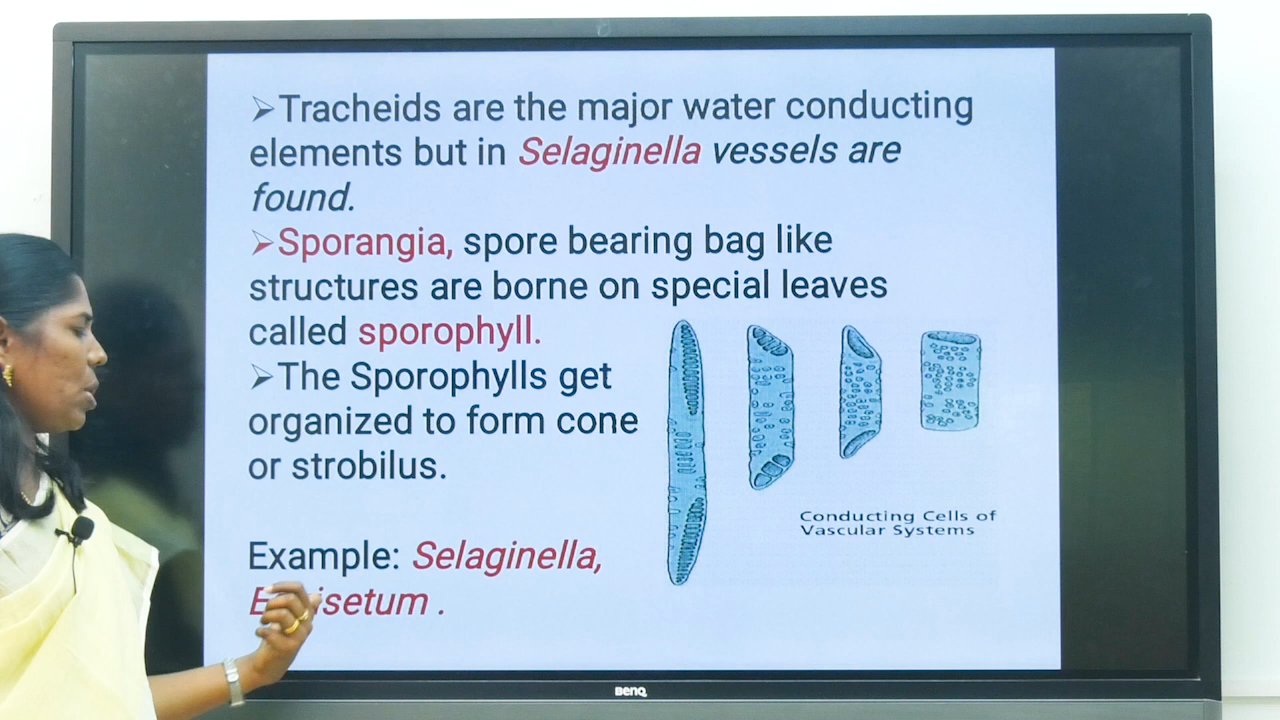 ➢Tracheids are the major water conducting
elements but in Selaginella vessels are
found.
➢Sporangia, spore bearing bag like
structures are borne on special leaves
called sporophyll.
➢The Sporophylls get
organized to form cone
or strobilus.
Conducting Cells of
Vascular Systems
Example: Selaginella,
.
BenQ